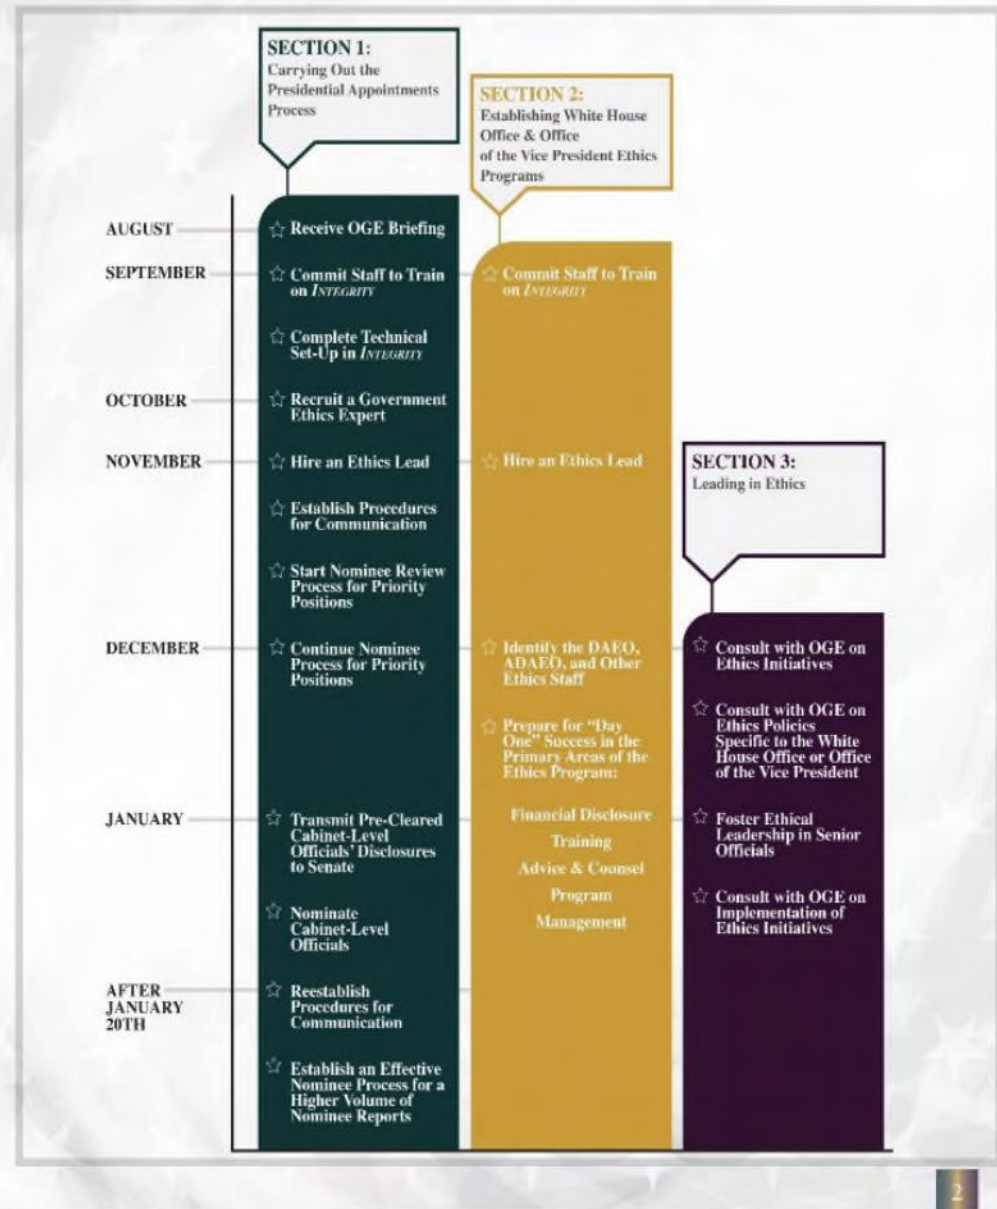 SECTION 1:
Carrying Out the
Presidential Appointments
Process
SECTION 2:
Establishing White House
Office & Office
of the Vice President Ethics
Programs
AUGUST
☆ Receive OGE Briefing
SEPTEMBER
☆ Commit Staff to Train
on INTEGRITY
☆ Commit Staff to Train
on INTEGRITY
☆ Complete Technical
Set-Up in INTEGRITY
OCTOBER
☆ Recruit a Government
Ethics Expert
NOVEMBER
☆ Hire an Ethics Lead
☆ Hire an Ethics Lead
SECTION 3:
Leading in Ethics
☆ Establish Procedures
for Communication
☆ Start Nominee Review
Process for Priority
Positions
DECEMBER
☆ Continue Nominee
Process for Priority
Positions
☆ Identify the DAEO,
ADAEO, and Other
Ethics Staff
☆ Prepare for “Day
One” Success in the
Primary Areas of the
Ethics Program:
Financial Disclosure
Training
Advice & Counsel
Program
Management
☆ Consult with OGE on
Ethics Initiatives
☆ Consult with OGE on
Ethics Policies
Specific to the White
House Office or Office
of the Vice President
JANUARY
☆ Transmit Pre-Cleared
Cabinet-Level
Officials’ Disclosures
to Senate
☆ Nominate
Cabinet-Level
Officials
☆ Foster Ethical
Leadership in Senior
Officials
☆ Consult with OGE on
Implementation of
Ethics Initiatives
AFTER
JANUARY
20TH
☆ Reestablish
Procedures for
Communication
☆ Establish an Effective
Nominee Process for a
Higher Volume of
Nominee Reports
2